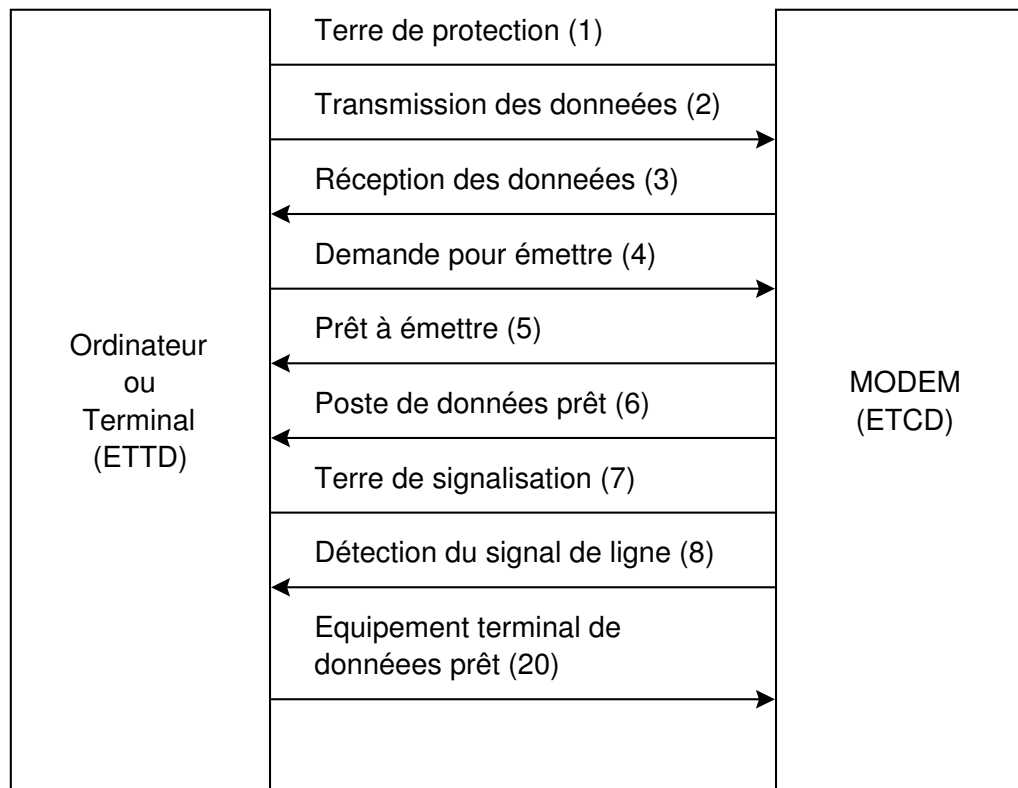 Terre de protection (1)
Transmission des donneées (2)
Réception des donneées (3)
Demande pour émettre (4)
Prêt à émettre (5)
Poste de données prêt (6)
Terre de signalisation (7)
Détection du signal de ligne (8)
Equipement terminal de
donnéees prêt (20)
Ordinateur
ou
Terminal
(ETTD)
MODEM
(ETCD)